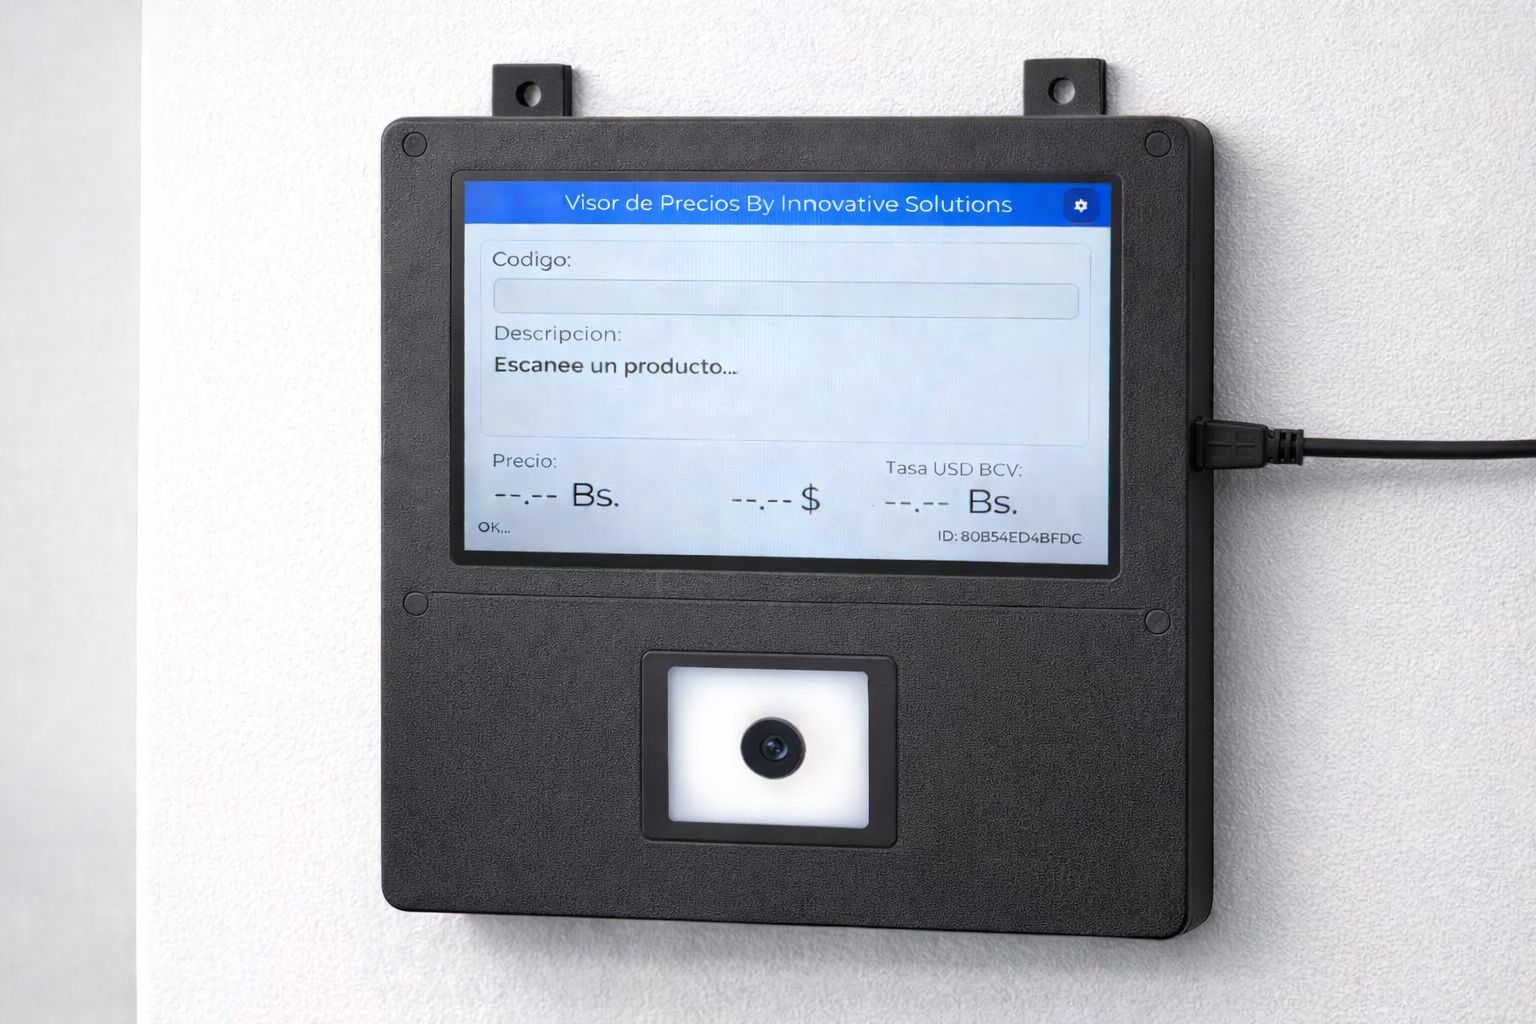 Visor de Precios By Innovative Solutions
Codigo:
Descripcion:
Escanee un producto...
Precio:
Tasa USD BCV:
--.-- Bs.
--.-- $
--.-- Bs.
OK...
ID: 80B54ED4BFDC